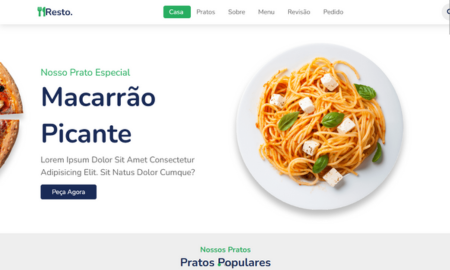 Resto.
Casa Pratos Sobre Menu Revisão Pedido
Nosso Prato Especial
Macarrão
Picante
Lorem Ipsum Dolor Sit Amet Consectetur
Adipisicing Elit. Sit Natus Dolor Cumque?
Peça Agora
Nossos Pratos
Pratos Populares